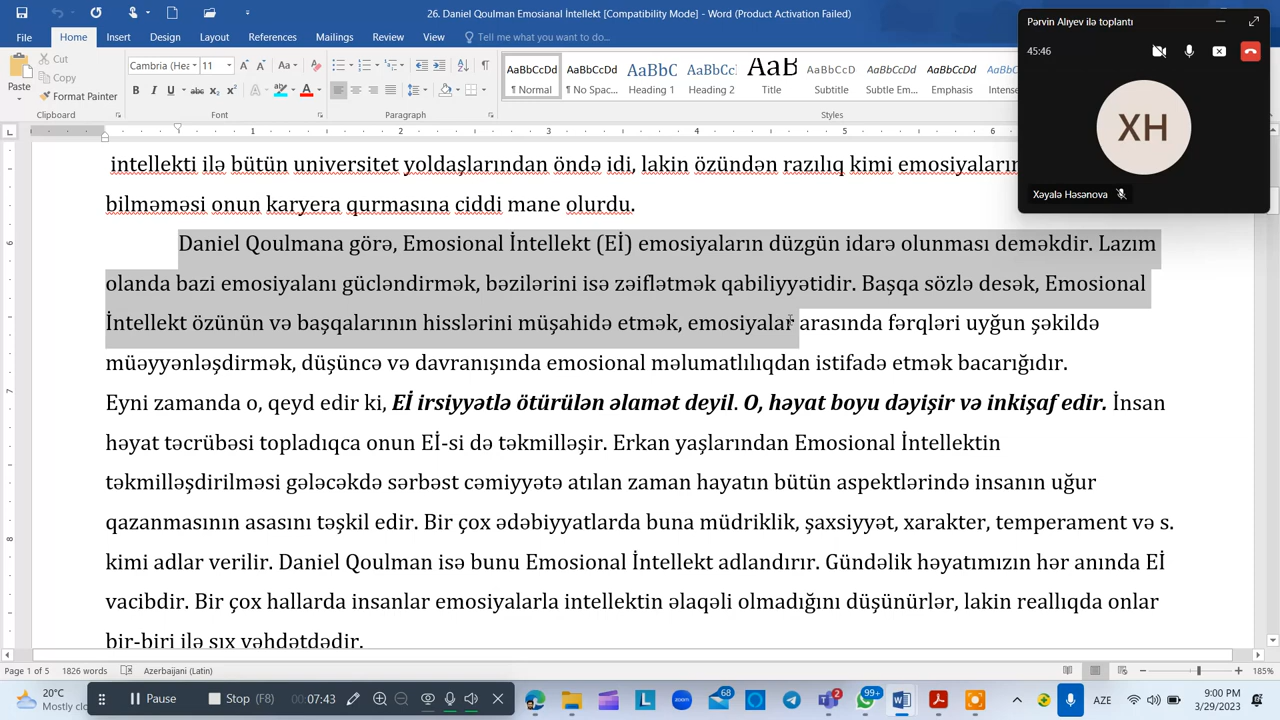 26. Daniel Qoulman. Emosional İntellekt [Compatibility Mode] - Word (Product Activation Failed)
File Home Insert Design Layout References Mailings Review View Tell me what you want to do...
Pərvin Alıyev ilə toplantı
45:46
XH
Xəyalə Həsənova
Cut
Copy
Format Painter
Paste
Clipboard
Cambria (Hea 11
Font
Paragraph
AaBbCcDd AaBbCcDd AaBbC AaBbCc AaB AaBbCcD AaBbCcDd AaBbCcDd
¶ Normal ¶ No Spac... Heading 1 Heading 2 Title Subtitle Subtle Em... Emphasis Intense
Styles
intellekti ilə bütün universitet yoldaşlarından öndə idi, lakin özündən razılıq kimi emosiyaların
bilməməsi onun karyera qurmasına ciddi mane olurdu.
Daniel Qoulmana görə, Emosional İntellekt (Eİ) emosiyaların düzgün idarə olunması deməkdir. Lazım
olanda bazi emosiyalanı gücləndirmək, bəzilərini isə zəiflətmək qabiliyyətidir. Başqa sözlə desək, Emosional
İntellekt özünün və başqalarının hisslərini müşahidə etmək, emosiyalar arasında fərqləri uyğun şəkildə
müəyyənləşdirmək, düşüncə və davranışında emosional məlumatlılıqdan istifadə etmək bacarığıdır.
Eyni zamanda o, qeyd edir ki, Eİ irsiyyətlə ötürülən əlamət deyil. O, həyat boyu dəyişir və inkişaf edir. İnsan
həyat təcrübəsi topladıqca onun Eİ-si də təkmilləşir. Erkan yaşlarından Emosional İntellektin
təkmilləşdirilməsi gələcəkdə sərbəst cəmiyyətə atılan zaman hayatın bütün aspektlərində insanın uğur
qazanmasının asasını təşkil edir. Bir çox ədəbiyyatlarda buna müdriklik, şaxsiyyət, xarakter, temperament və s.
kimi adlar verilir. Daniel Qoulman isə bunu Emosional İntellekt adlandırır. Gündəlik həyatımızın hər anında Eİ
vacibdir. Bir çox hallarda insanlar emosiyalarla intellektin əlaqəli olmadığını düşünürlər, lakin reallıqda onlar
bir-biri ilə sıx vəhdətdədir.
Page 1 of 5 1826 words Azerbaijani (Latin) 185%
20°C
Mostly clo
Pause Stop (F8) 00:07:43
68 2 99+
AZE
9:00 PM
3/29/2023